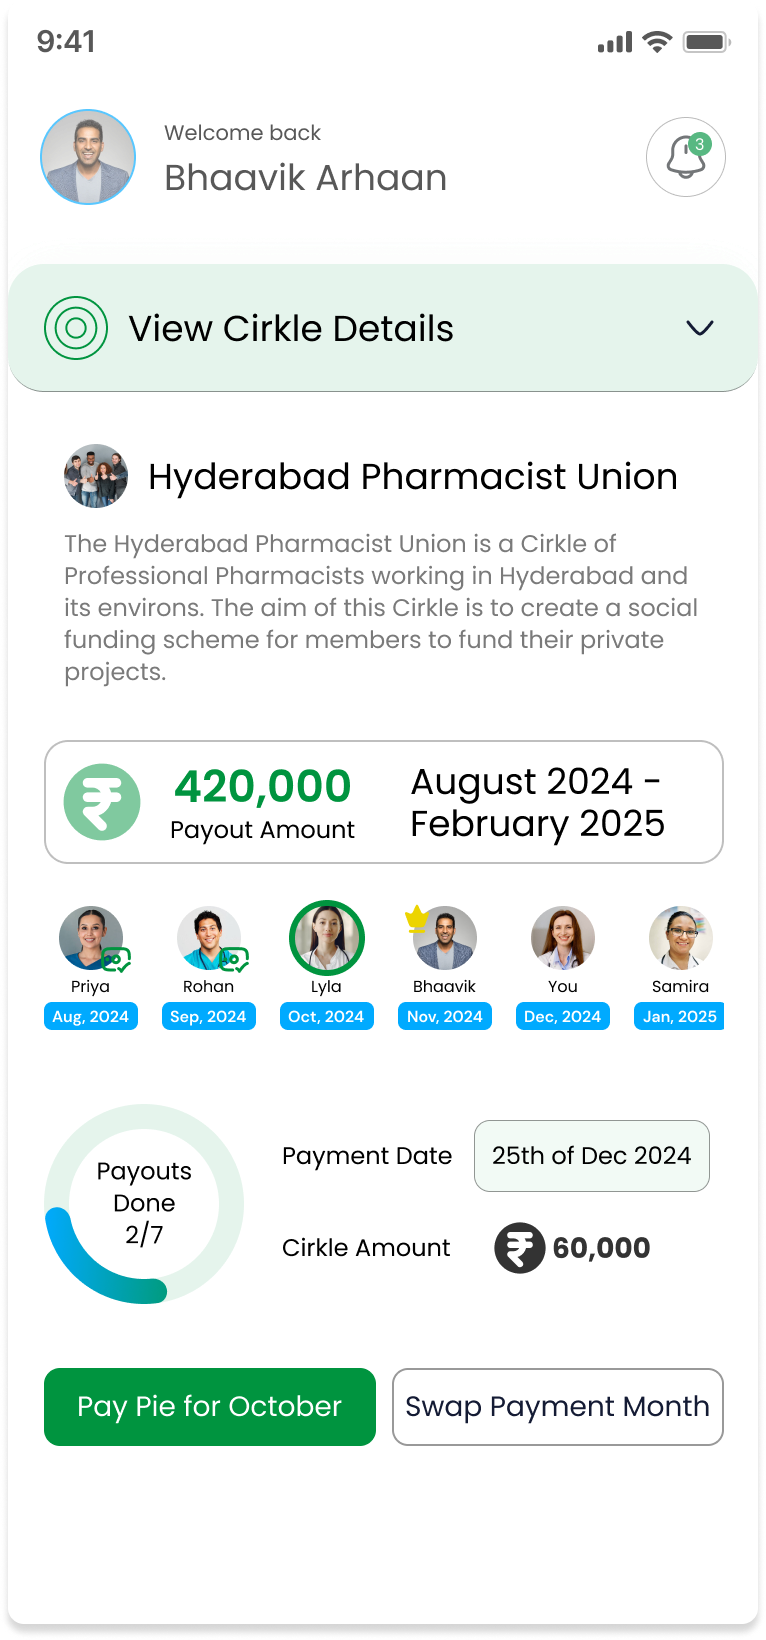 9:41
Welcome back
Bhaavik Arhaan
3
View Cirkle Details
Hyderabad Pharmacist Union
The Hyderabad Pharmacist Union is a Cirkle of
Professional Pharmacists working in Hyderabad and
its environs. The aim of this Cirkle is to create a social
funding scheme for members to fund their private
projects.
₹ 420,000
Payout Amount
August 2024 -
February 2025
Priya
Rohan
Lyla
Bhaavik
You
Samira
Aug, 2024
Sep, 2024
Oct, 2024
Nov, 2024
Dec, 2024
Jan, 2025
Payouts
Done
2/7
Payment Date
25th of Dec 2024
Cirkle Amount
₹ 60,000
Pay Pie for October
Swap Payment Month